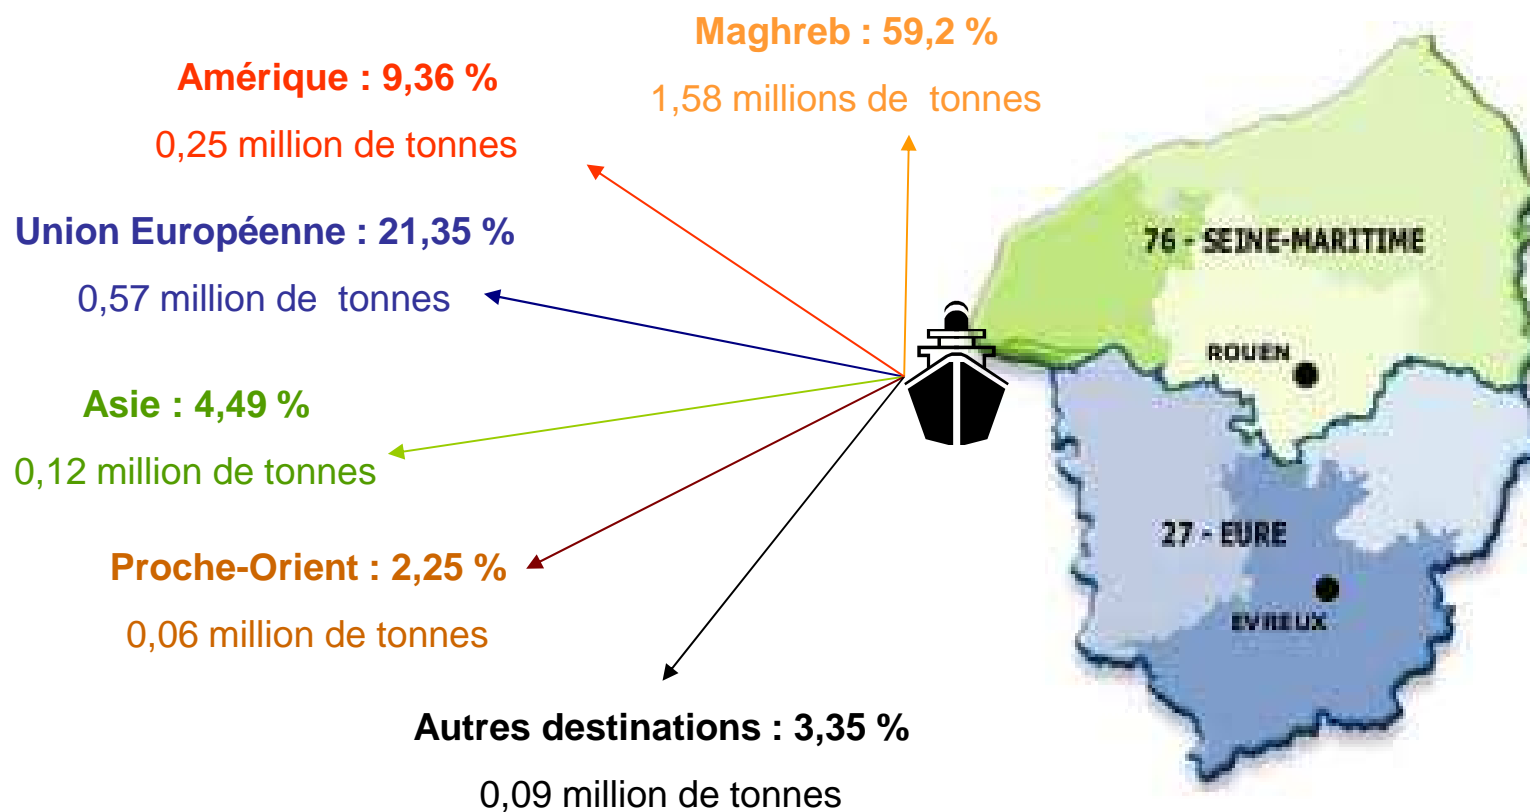 Maghreb : 59,2 %
1,58 millions de tonnes
Amérique : 9,36 %
0,25 million de tonnes
Union Européenne : 21,35 %
0,57 million de tonnes
Asie : 4,49 %
0,12 million de tonnes
Proche-Orient : 2,25 %
0,06 million de tonnes
Autres destinations : 3,35 %
0,09 million de tonnes
76 - SEINE-MARITIME
ROUEN
27 - EURE
EVREUX